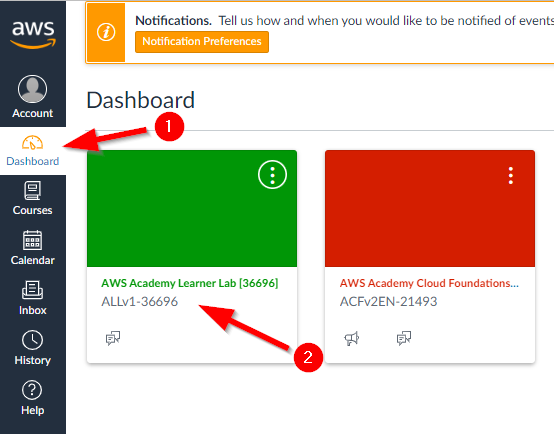 aws
Account
Dashboard
Courses
Calendar
Inbox
History
Help
Notifications. Tell us how and when you would like to be notified of events
Notification Preferences
Dashboard
1
AWS Academy Learner Lab [36696]
ALLv1-36696
2
AWS Academy Cloud Foundations...
ACFv2EN-21493